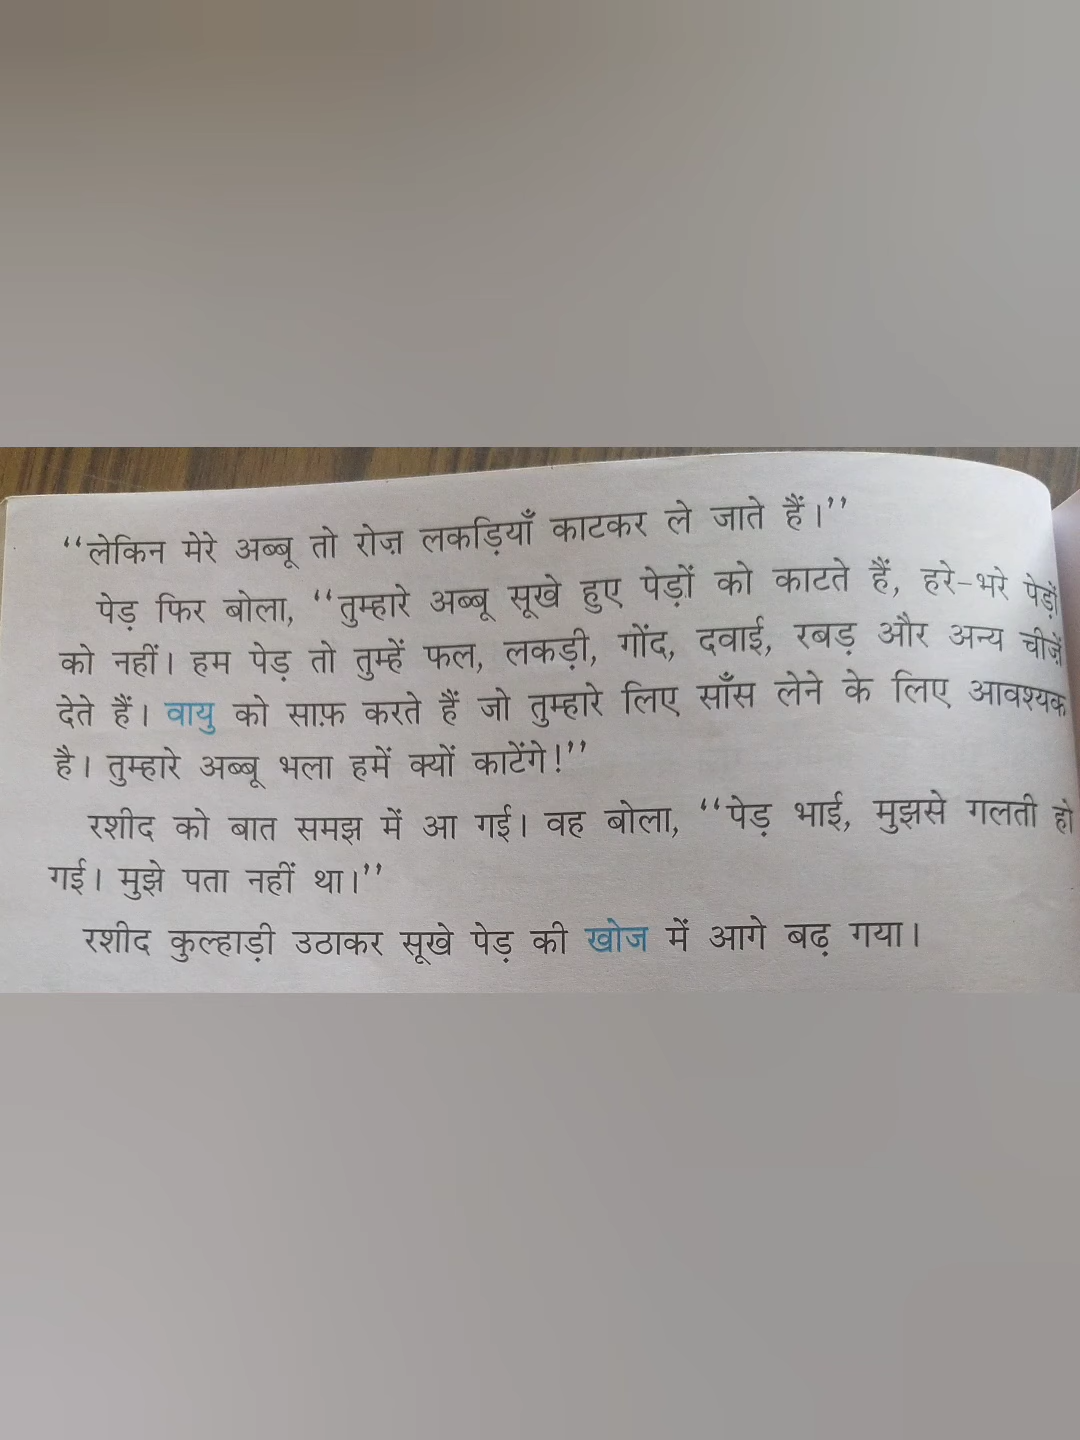 ‘‘लेकिन मेरे अब्बू तो रोज़ लकड़ियाँ काटकर ले जाते हैं।’’
पेड़ फिर बोला, ‘‘तुम्हारे अब्बू सूखे हुए पेड़ों को काटते हैं, हरे-भरे पेड़ों
को नहीं। हम पेड़ तो तुम्हें फल, लकड़ी, गोंद, दवाई, रबड़ और अन्य चीज़ें
देते हैं। वायु को साफ़ करते हैं जो तुम्हारे लिए साँस लेने के लिए आवश्यक
है। तुम्हारे अब्बू भला हमें क्यों काटेंगे!’’
रशीद को बात समझ में आ गई। वह बोला, ‘‘पेड़ भाई, मुझसे गलती हो
गई। मुझे पता नहीं था।’’
रशीद कुल्हाड़ी उठाकर सूखे पेड़ की खोज में आगे बढ़ गया।